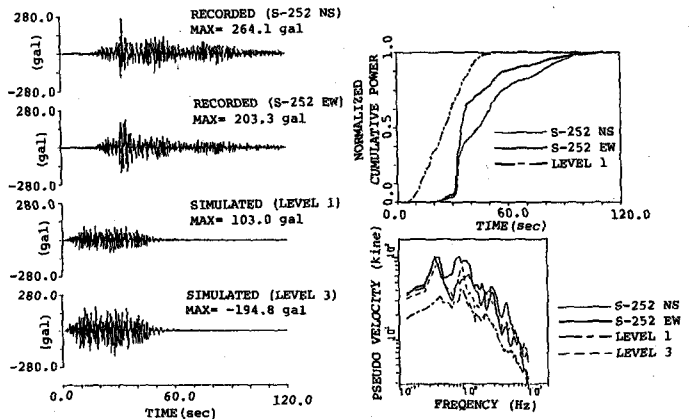 280.0
(gal)
-280.0
RECORDED (S-252 NS)
MAX= 264.1 gal
280.0
(gal)
-280.0
RECORDED (S-252 EW)
MAX= 203.3 gal
280.0
(gal)
-280.0
SIMULATED (LEVEL 1)
MAX= 103.0 gal
280.0
(gal)
-280.0
SIMULATED (LEVEL 3)
MAX= -194.8 gal
0.0 60.0 120.0
TIME(sec)
NORMALIZED
CUMULATIVE POWER
1.0
0.5
0.0
S-252 NS
S-252 EW
LEVEL 1
0.0 60.0 120.0
TIME(sec)
PSEUDO VELOCITY (kine)
S-252 NS
S-252 EW
LEVEL 1
LEVEL 3
FREQENCY (Hz)